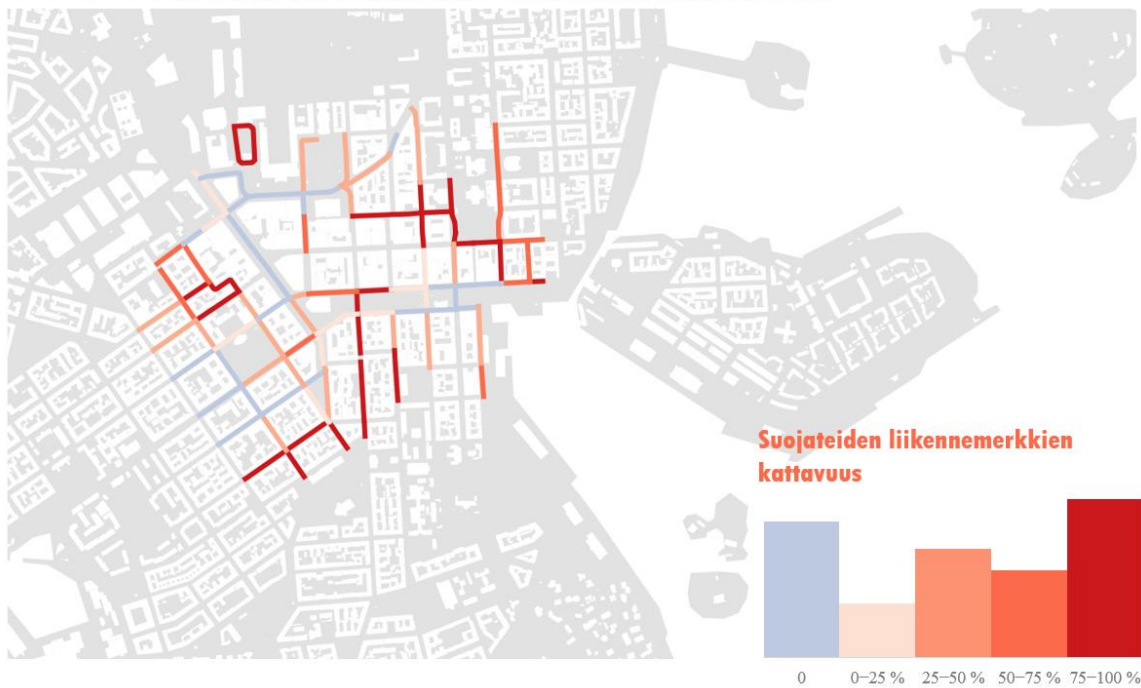 Suojateiden liikennemerkkien
kattavuus
0 0–25 % 25–50 % 50–75 % 75–100 %